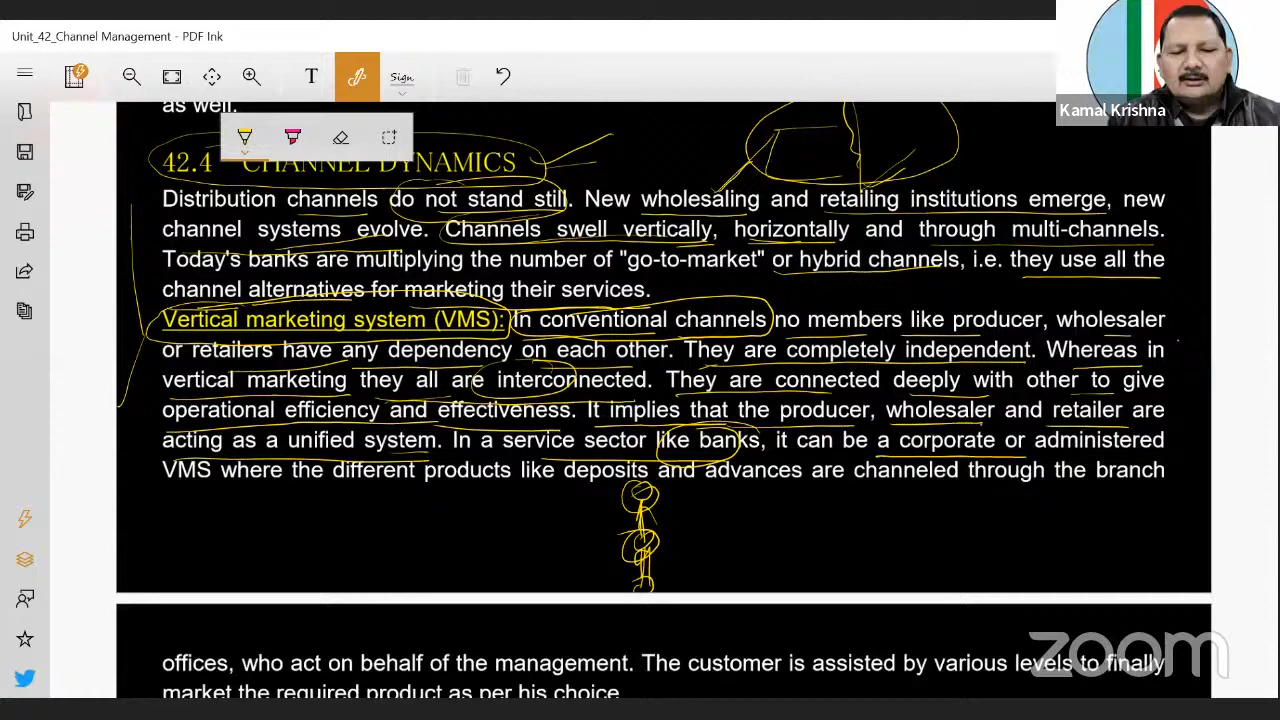 Unit_42_Channel Management - PDF Ink
T
Sign
Kamal Krishna
as well.
42.4 CHANNEL DYNAMICS
Distribution channels do not stand still. New wholesaling and retailing institutions emerge, new
channel systems evolve. Channels swell vertically, horizontally and through multi-channels.
Today's banks are multiplying the number of "go-to-market" or hybrid channels, i.e. they use all the
channel alternatives for marketing their services.
Vertical marketing system (VMS): In conventional channels no members like producer, wholesaler
or retailers have any dependency on each other. They are completely independent. Whereas in
vertical marketing they all are interconnected. They are connected deeply with other to give
operational efficiency and effectiveness. It implies that the producer, wholesaler and retailer are
acting as a unified system. In a service sector like banks, it can be a corporate or administered
VMS where the different products like deposits and advances are channeled through the branch
offices, who act on behalf of the management. The customer is assisted by various levels to finally
market the required product as per his choice.
zoom